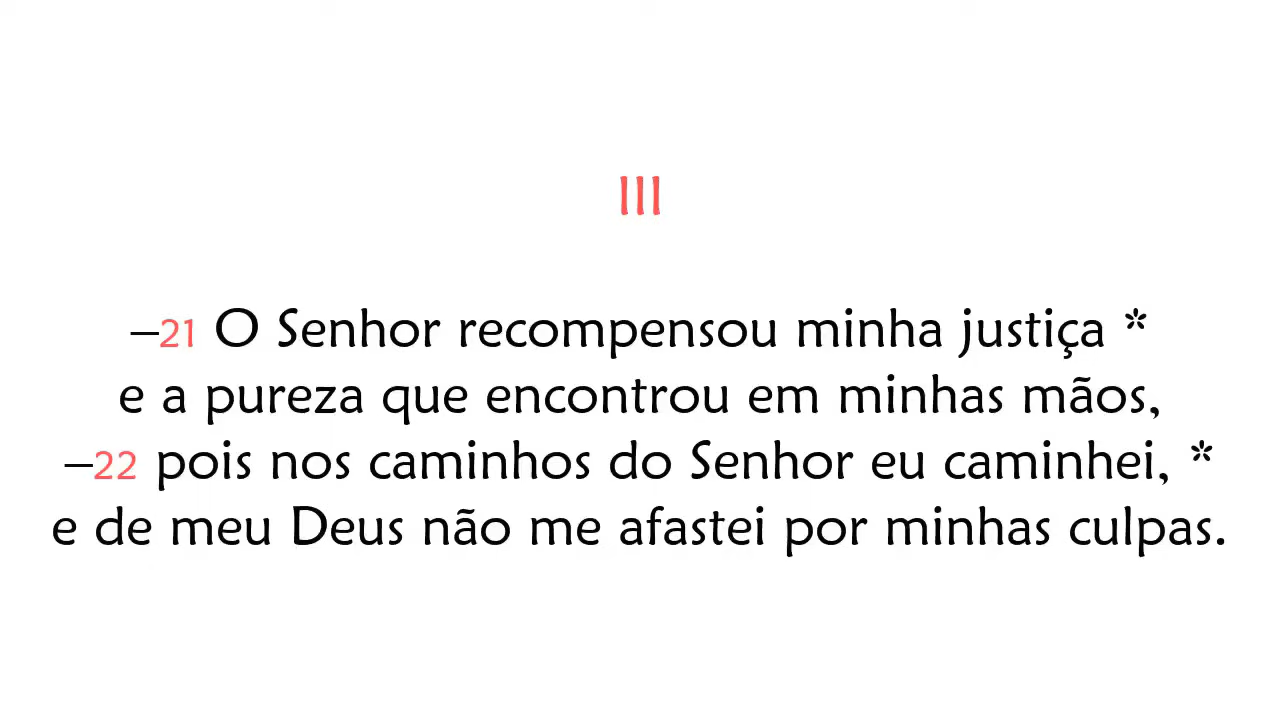 III
–21 O Senhor recompensou minha justiça *
e a pureza que encontrou em minhas mãos,
–22 pois nos caminhos do Senhor eu caminhei, *
e de meu Deus não me afastei por minhas culpas.